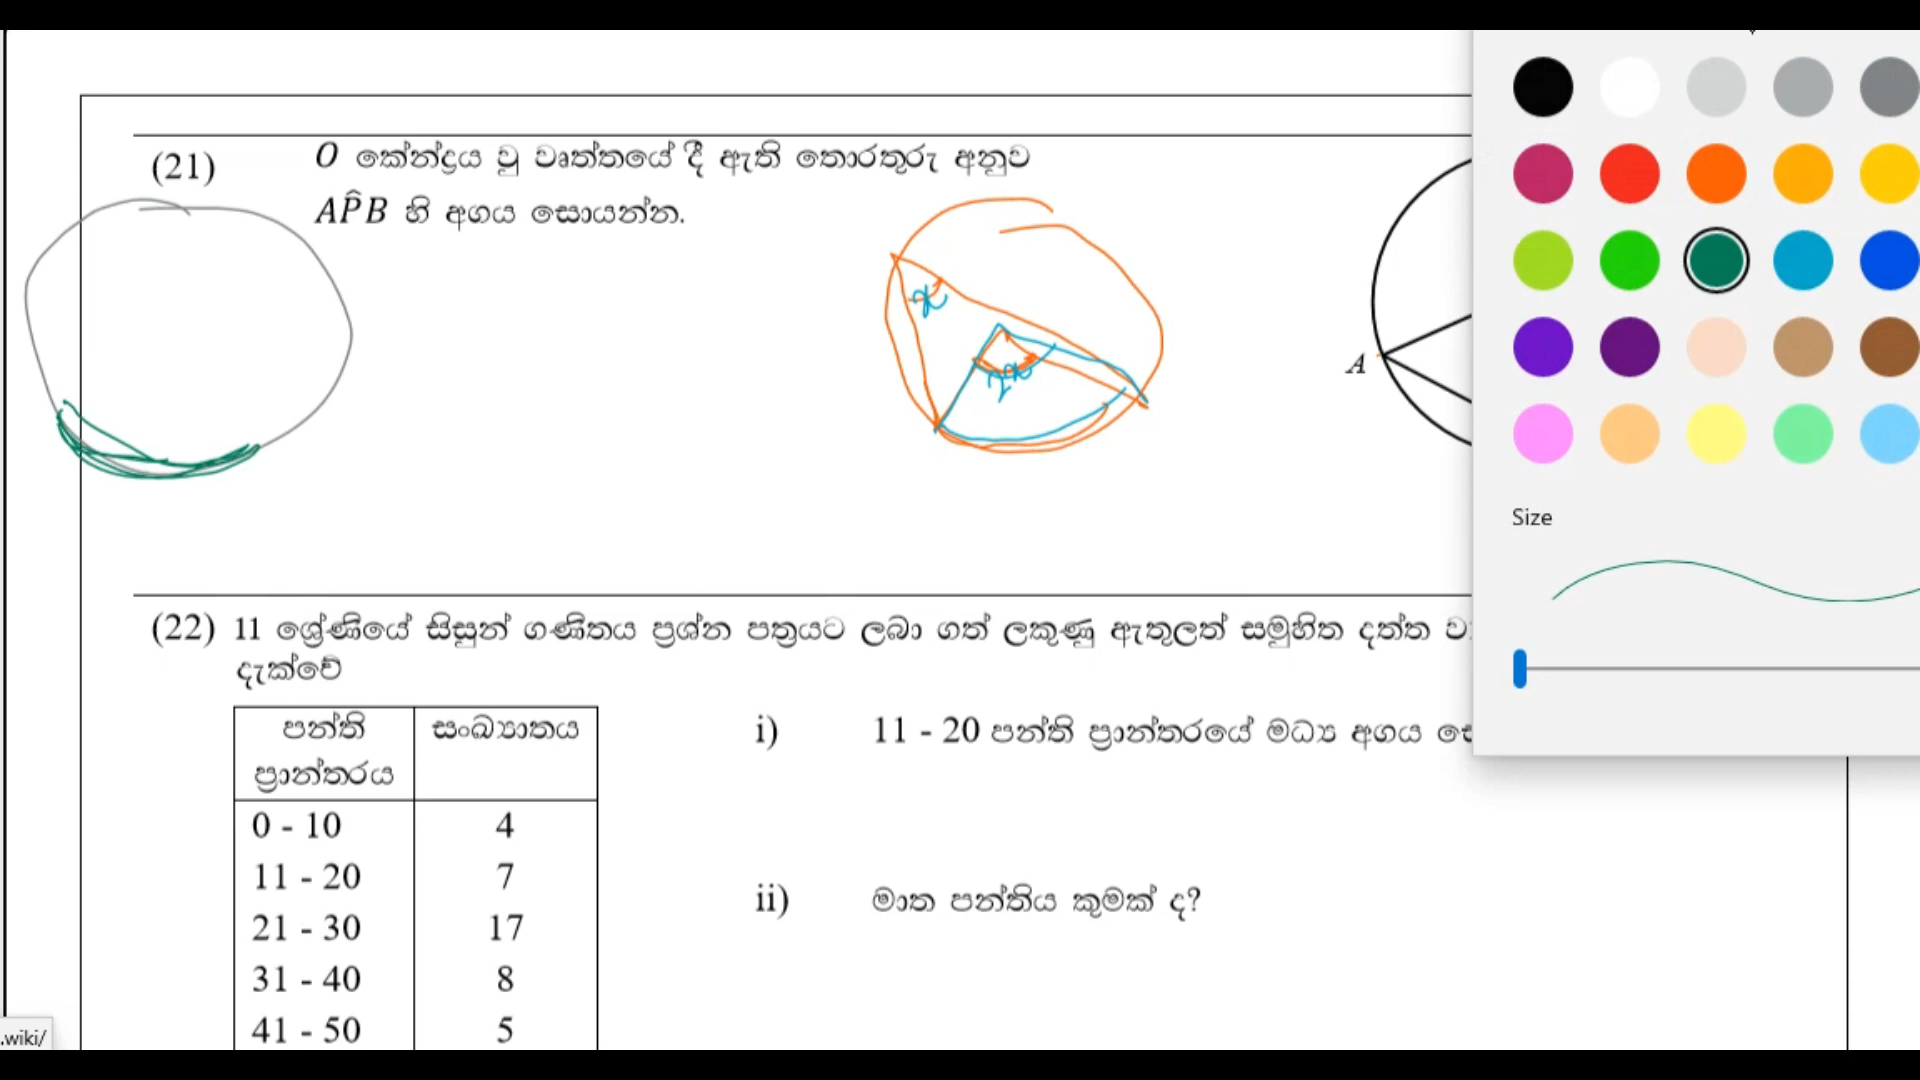 (21) O කේන්ද්‍රය වූ වෘත්තයේ දී ඇති තොරතුරු අනුව
AP̂B හි අගය සොයන්න.
x
2x
A
Size
(22) 11 ශ්‍රේණියේ සිසුන් ගණිතය ප්‍රශ්න පත්‍රයට ලබා ගත් ලකුණු ඇතුලත් සමූහිත දත්ත
දැක්වේ
පන්ති ප්‍රාන්තරය සංඛ්‍යාතය
0 - 10 4
11 - 20 7
21 - 30 17
31 - 40 8
41 - 50 5
i) 11 - 20 පන්ති ප්‍රාන්තරයේ මධ්‍ය අගය
ii) මාත පන්තිය කුමක් ද?
.wiki/